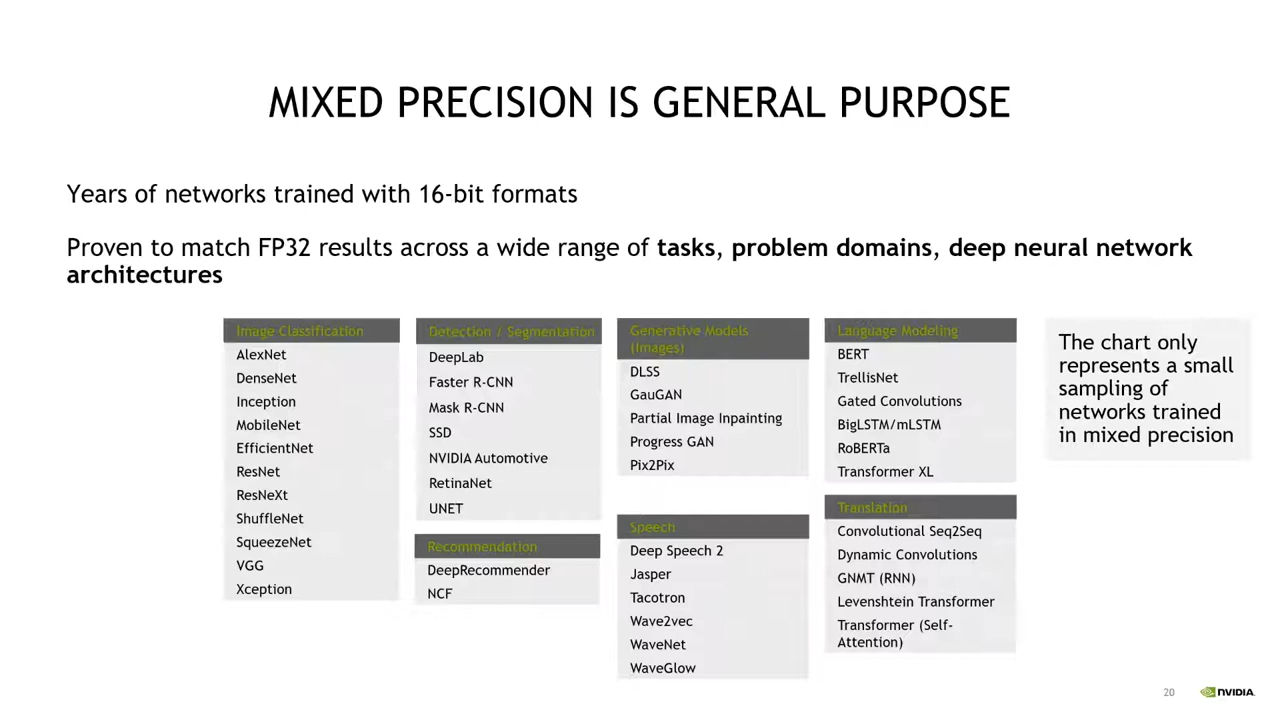 MIXED PRECISION IS GENERAL PURPOSE
Years of networks trained with 16-bit formats
Proven to match FP32 results across a wide range of tasks, problem domains, deep neural network
architectures
Image Classification
AlexNet
DenseNet
Inception
MobileNet
EfficientNet
ResNet
ResNeXt
ShuffleNet
SqueezeNet
VGG
Xception
Detection / Segmentation
DeepLab
Faster R-CNN
Mask R-CNN
SSD
NVIDIA Automotive
RetinaNet
UNET
Recommendation
DeepRecommender
NCF
Generative Models
(Images)
DLSS
GauGAN
Partial Image Inpainting
Progress GAN
Pix2Pix
Speech
Deep Speech 2
Jasper
Tacotron
Wave2vec
WaveNet
WaveGlow
Language Modeling
BERT
TrellisNet
Gated Convolutions
BigLSTM/mLSTM
RoBERTa
Transformer XL
Translation
Convolutional Seq2Seq
Dynamic Convolutions
GNMT (RNN)
Levenshtein Transformer
Transformer (Self-
Attention)
The chart only
represents a small
sampling of
networks trained
in mixed precision
20
NVIDIA.